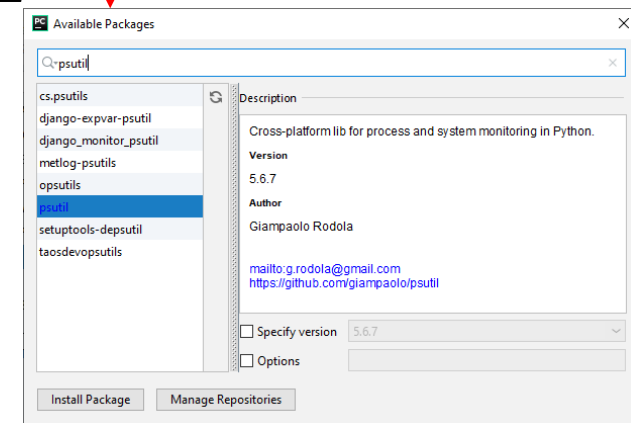 PC Available Packages
psutil
cs.psutils
django-expvar-psutil
django_monitor_psutil
metlog-psutils
opsutils
psutil
setuptools-depsutil
taosdevopsutils
Description
Cross-platform lib for process and system monitoring in Python.
Version
5.6.7
Author
Giampaolo Rodola
mailto:g.rodola@gmail.com
https://github.com/giampaolo/psutil
Specify version 5.6.7
Options
Install Package Manage Repositories